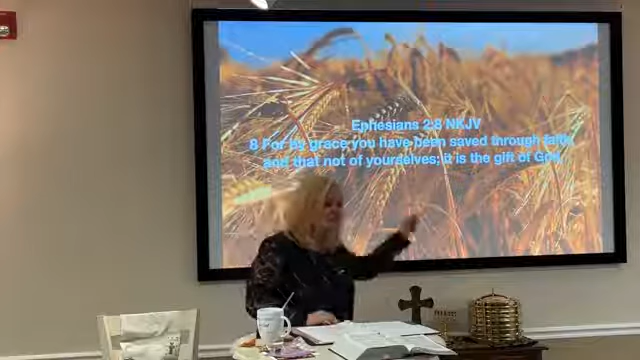 Ephesians 2:8 NKJV
8 For by grace you have been saved through faith,
and that not of yourselves; it is the gift of God,